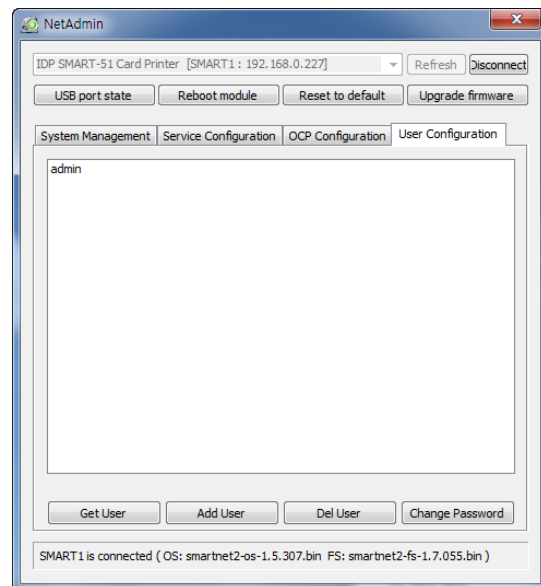 NetAdmin
IDP SMART-51 Card Printer [SMART1 : 192.168.0.227] Refresh Disconnect
USB port state Reboot module Reset to default Upgrade firmware
System Management Service Configuration OCP Configuration User Configuration
admin
Get User Add User Del User Change Password
SMART1 is connected ( OS: smartnet2-os-1.5.307.bin FS: smartnet2-fs-1.7.055.bin )